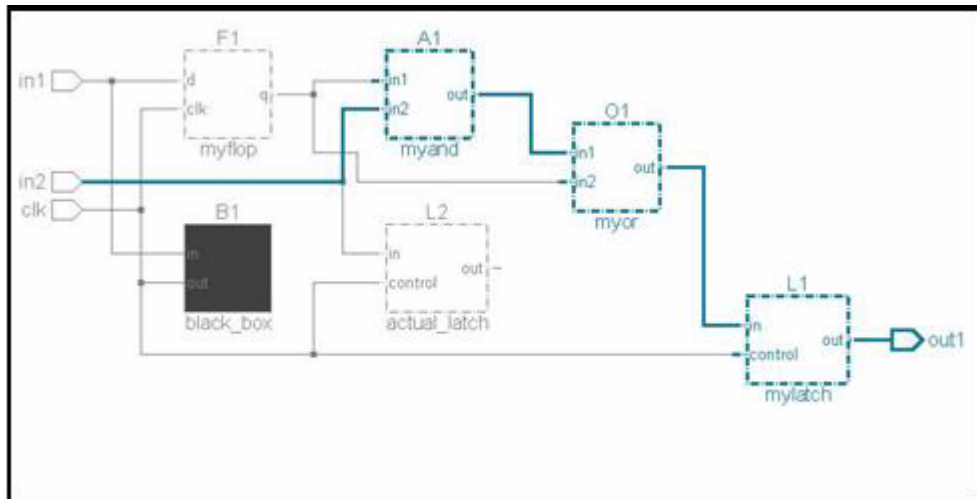 F1
A1
in1
d
q
clk
in1
in2
out
O1
myflop
myand
in1
in2
out
in2
clk
B1
L2
myor
in
out
in
control
out
L1
black_box
actual_latch
in
control
out
out1
mylatch